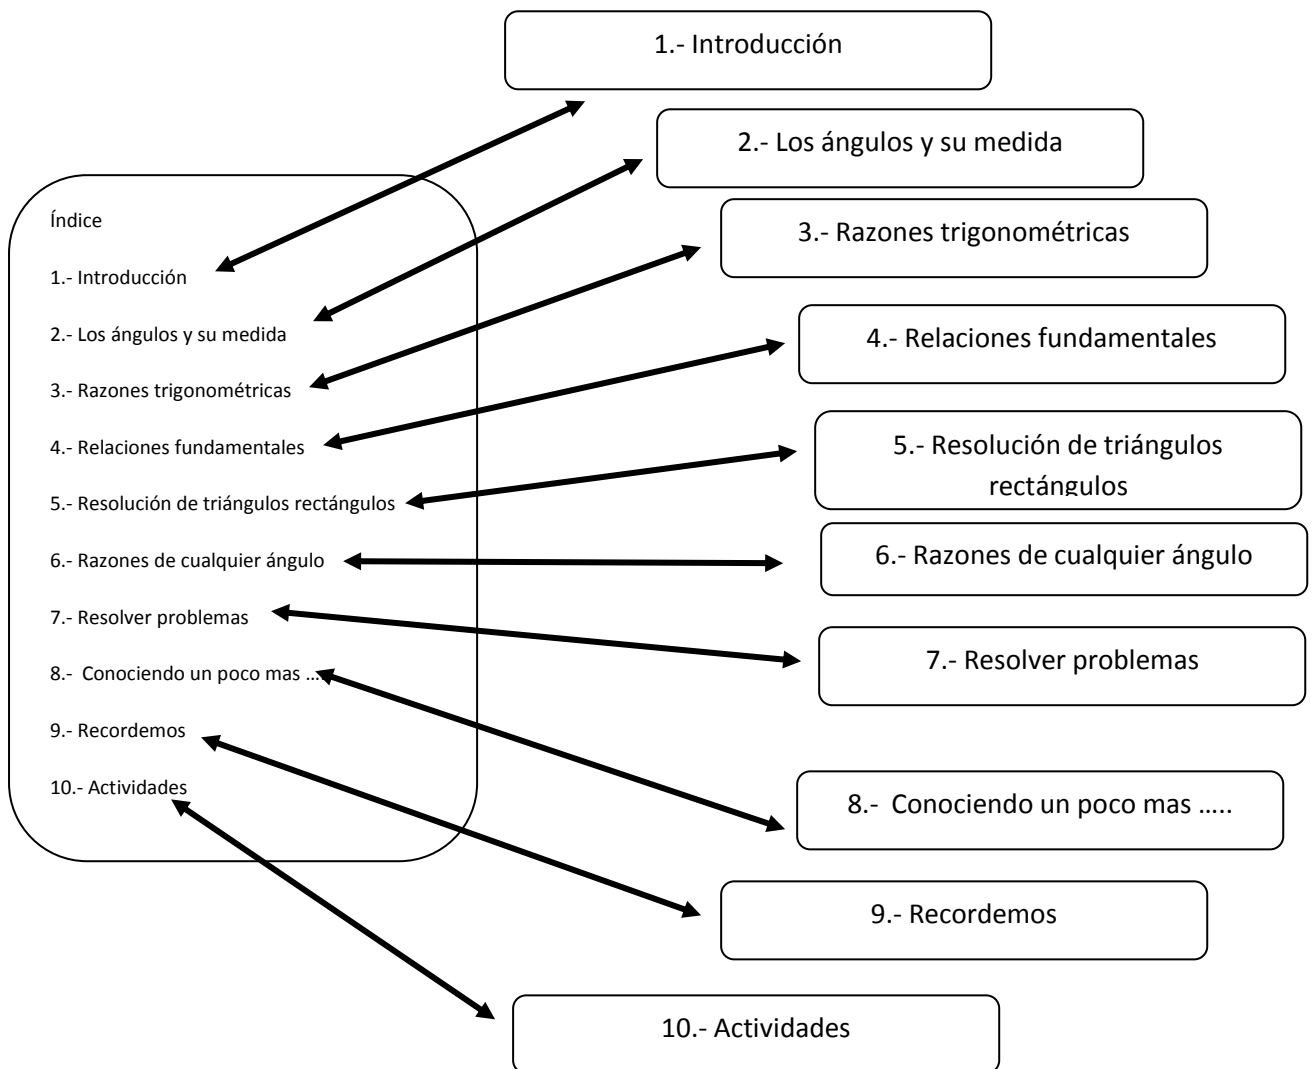 Índice
1.- Introducción
2.- Los ángulos y su medida
3.- Razones trigonométricas
4.- Relaciones fundamentales
5.- Resolución de triángulos rectángulos
6.- Razones de cualquier ángulo
7.- Resolver problemas
8.-  Conociendo un poco mas ...
9.- Recordemos
10.- Actividades
1.- Introducción
2.- Los ángulos y su medida
3.- Razones trigonométricas
4.- Relaciones fundamentales
5.- Resolución de triángulos
rectángulos
6.- Razones de cualquier ángulo
7.- Resolver problemas
8.-  Conociendo un poco mas .....
9.- Recordemos
10.- Actividades